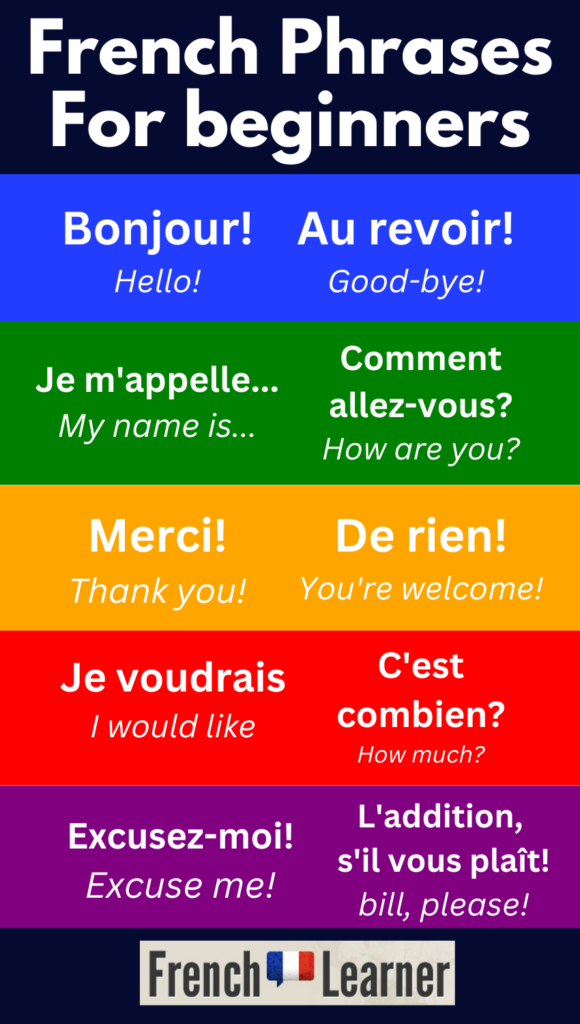 French Phrases
For beginners
Bonjour!
Hello!
Au revoir!
Good-bye!
Je m'appelle...
My name is...
Comment
allez-vous?
How are you?
Merci!
Thank you!
De rien!
You're welcome!
Je voudrais
I would like
C'est
combien?
How much?
Excusez-moi!
Excuse me!
L'addition,
s'il vous plaît!
bill, please!
French Learner